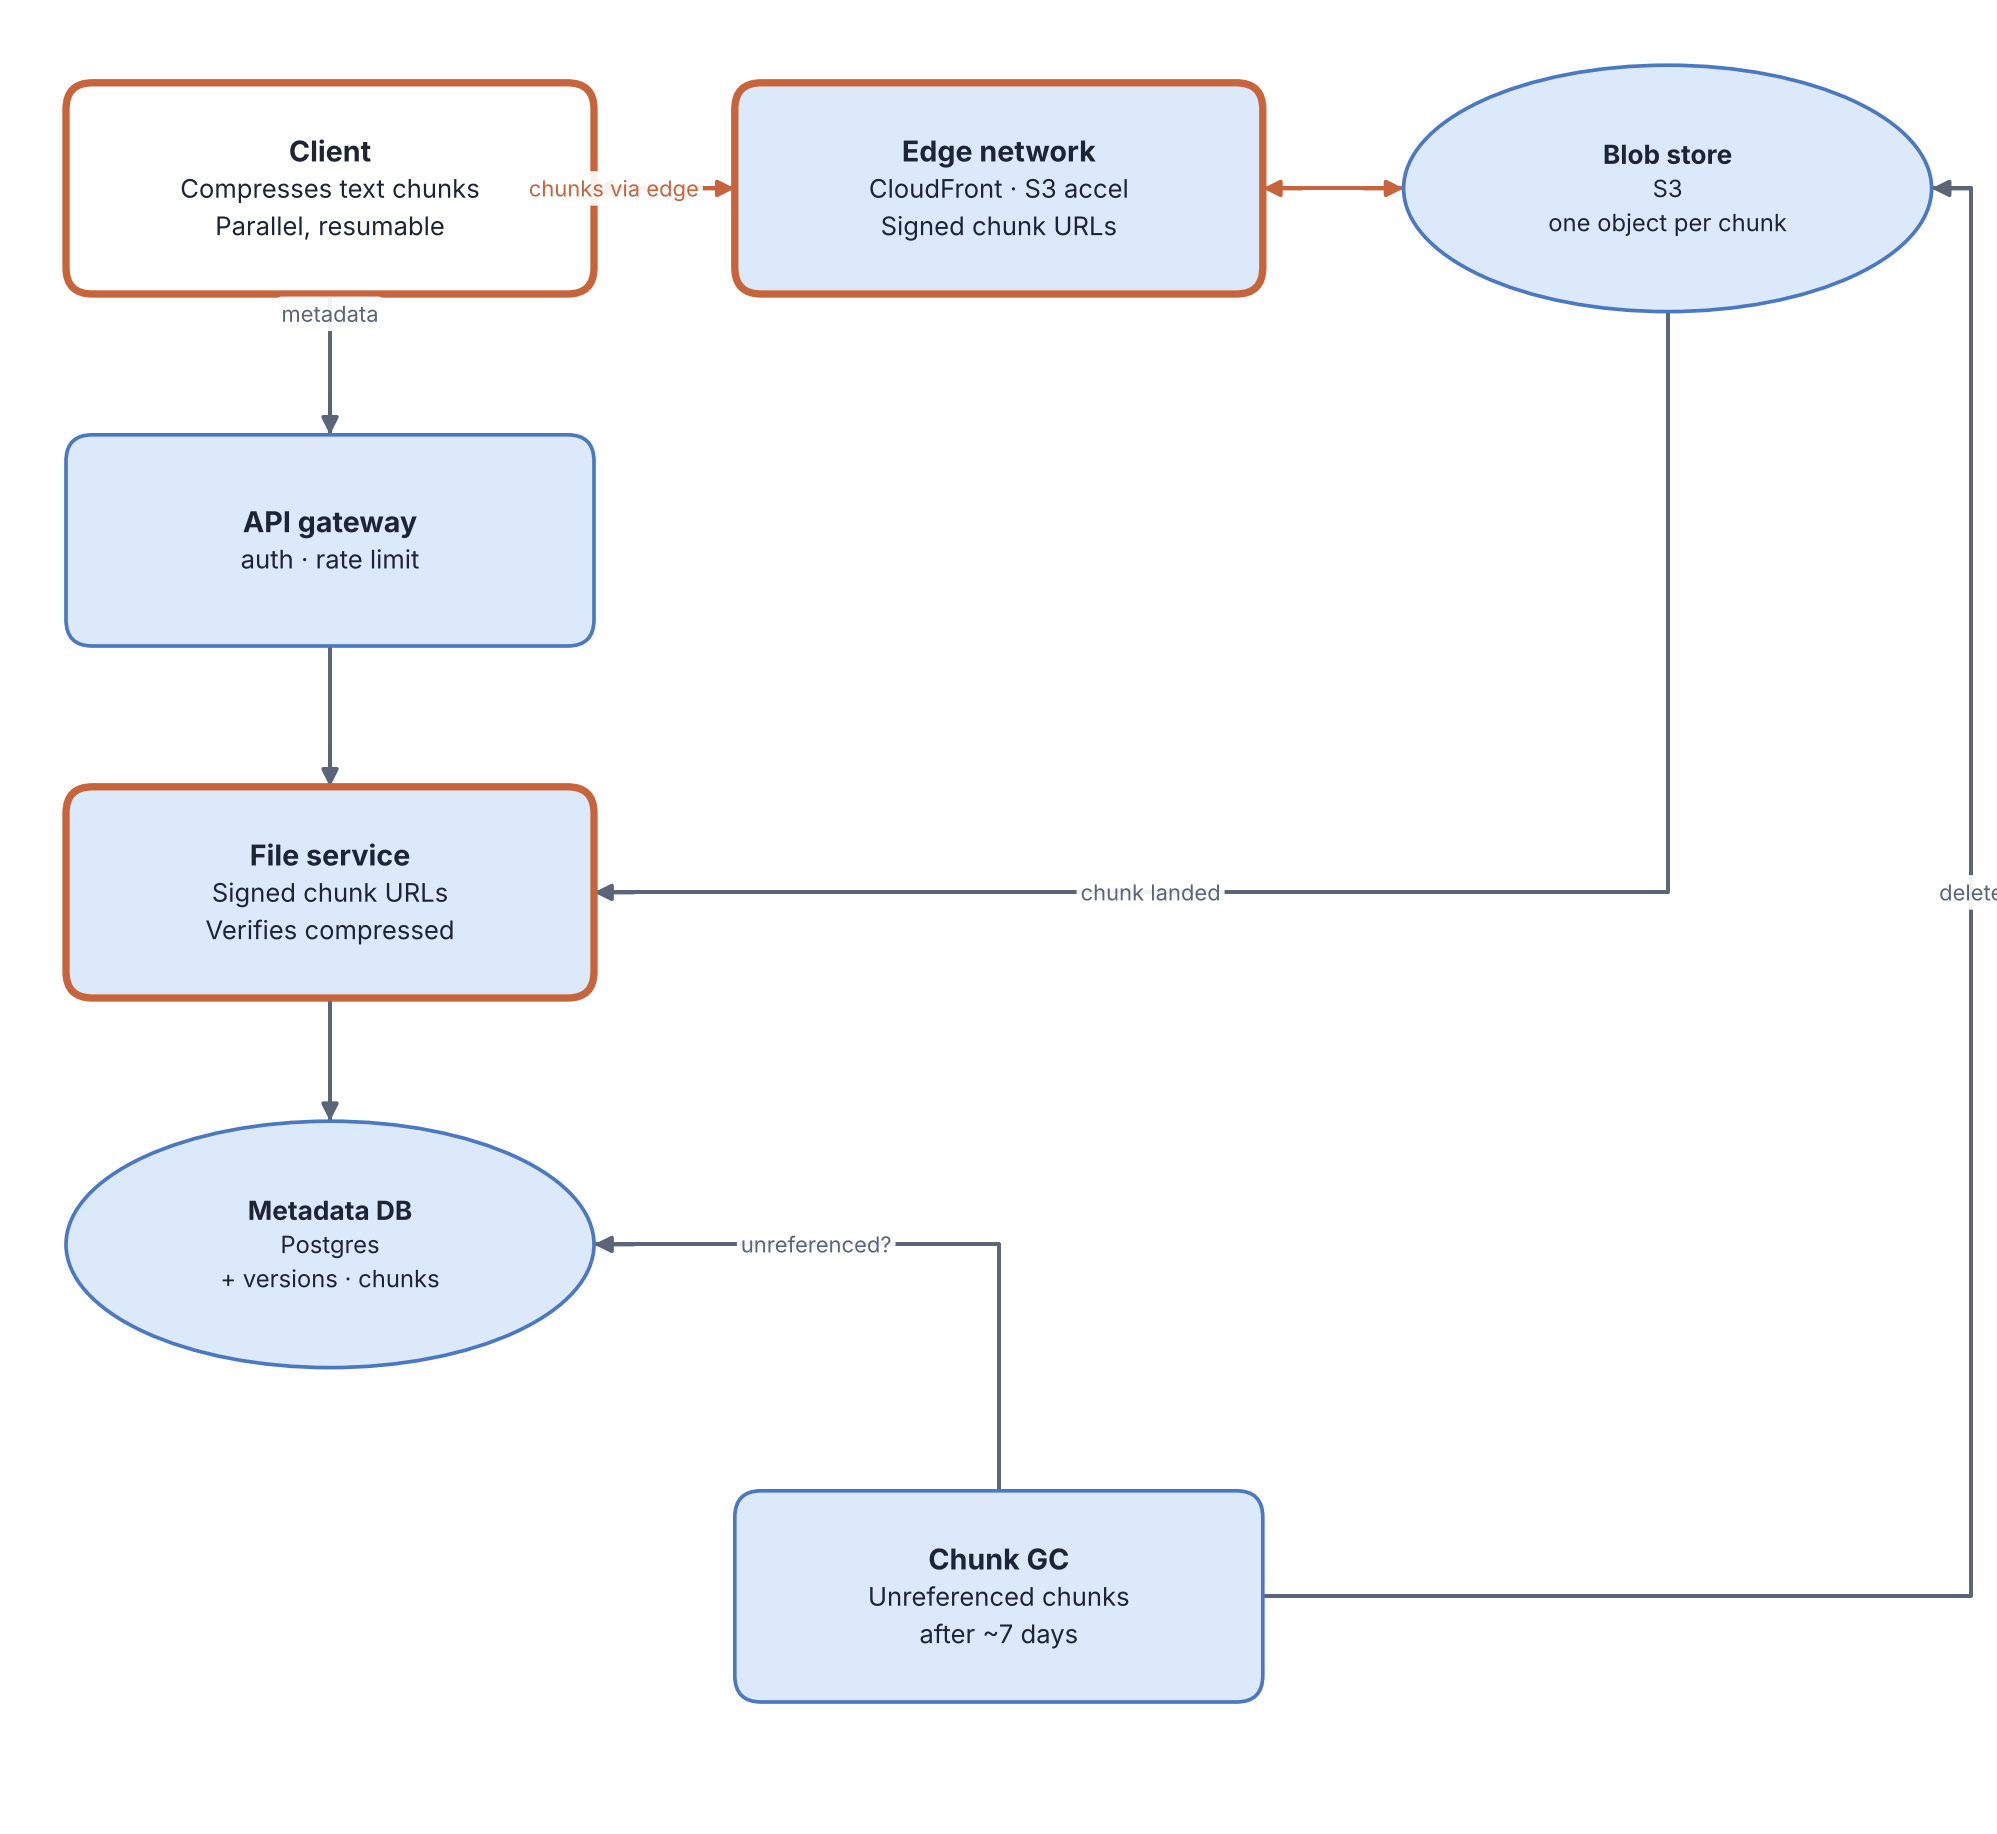 Client
Compresses text chunks
Parallel, resumable
chunks via edge
Edge network
CloudFront · S3 accel
Signed chunk URLs
Blob store
S3
one object per chunk
metadata
API gateway
auth · rate limit
File service
Signed chunk URLs
Verifies compressed
chunk landed
delete
Metadata DB
Postgres
+ versions · chunks
unreferenced?
Chunk GC
Unreferenced chunks
after ~7 days